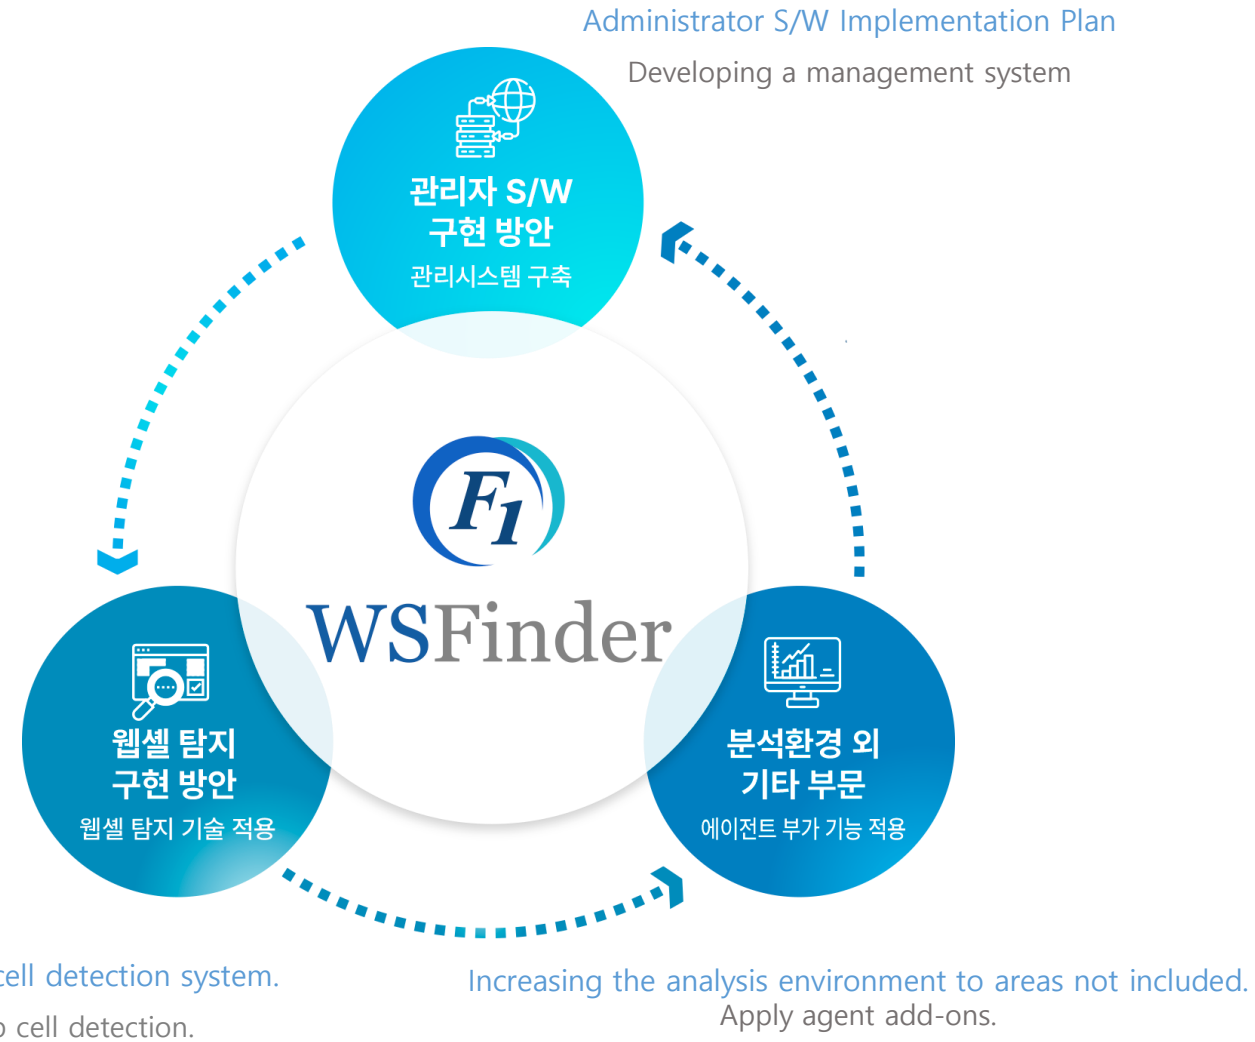 Administrator S/W Implementation Plan
Developing a management system
관리자 S/W
구현 방안
관리시스템 구축
F1
WSFinder
웹셸 탐지
구현 방안
웹셸 탐지 기술 적용
분석환경 외
기타 부문
에이전트 부가 기능 적용
cell detection system.
cell detection.
Increasing the analysis environment to areas not included.
Apply agent add-ons.